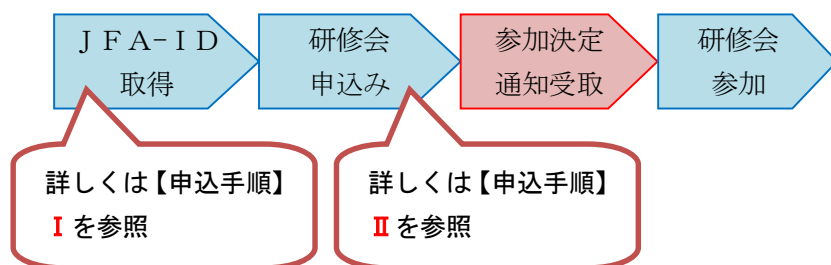 ＪＦＡ-ＩＤ
取得
研修会
申込み
参加決定
通知受取
研修会
参加
詳しくは【申込手順】
Ⅰを参照
詳しくは【申込手順】
Ⅱを参照